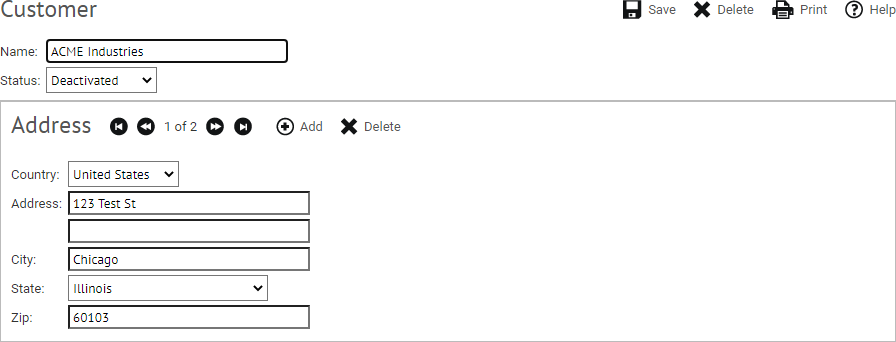 Customer Save Delete Print Help
Name: ACME Industries
Status: Deactivated
Address 1 of 2 Add Delete
Country: United States
Address: 123 Test St
City: Chicago
State: Illinois
Zip: 60103